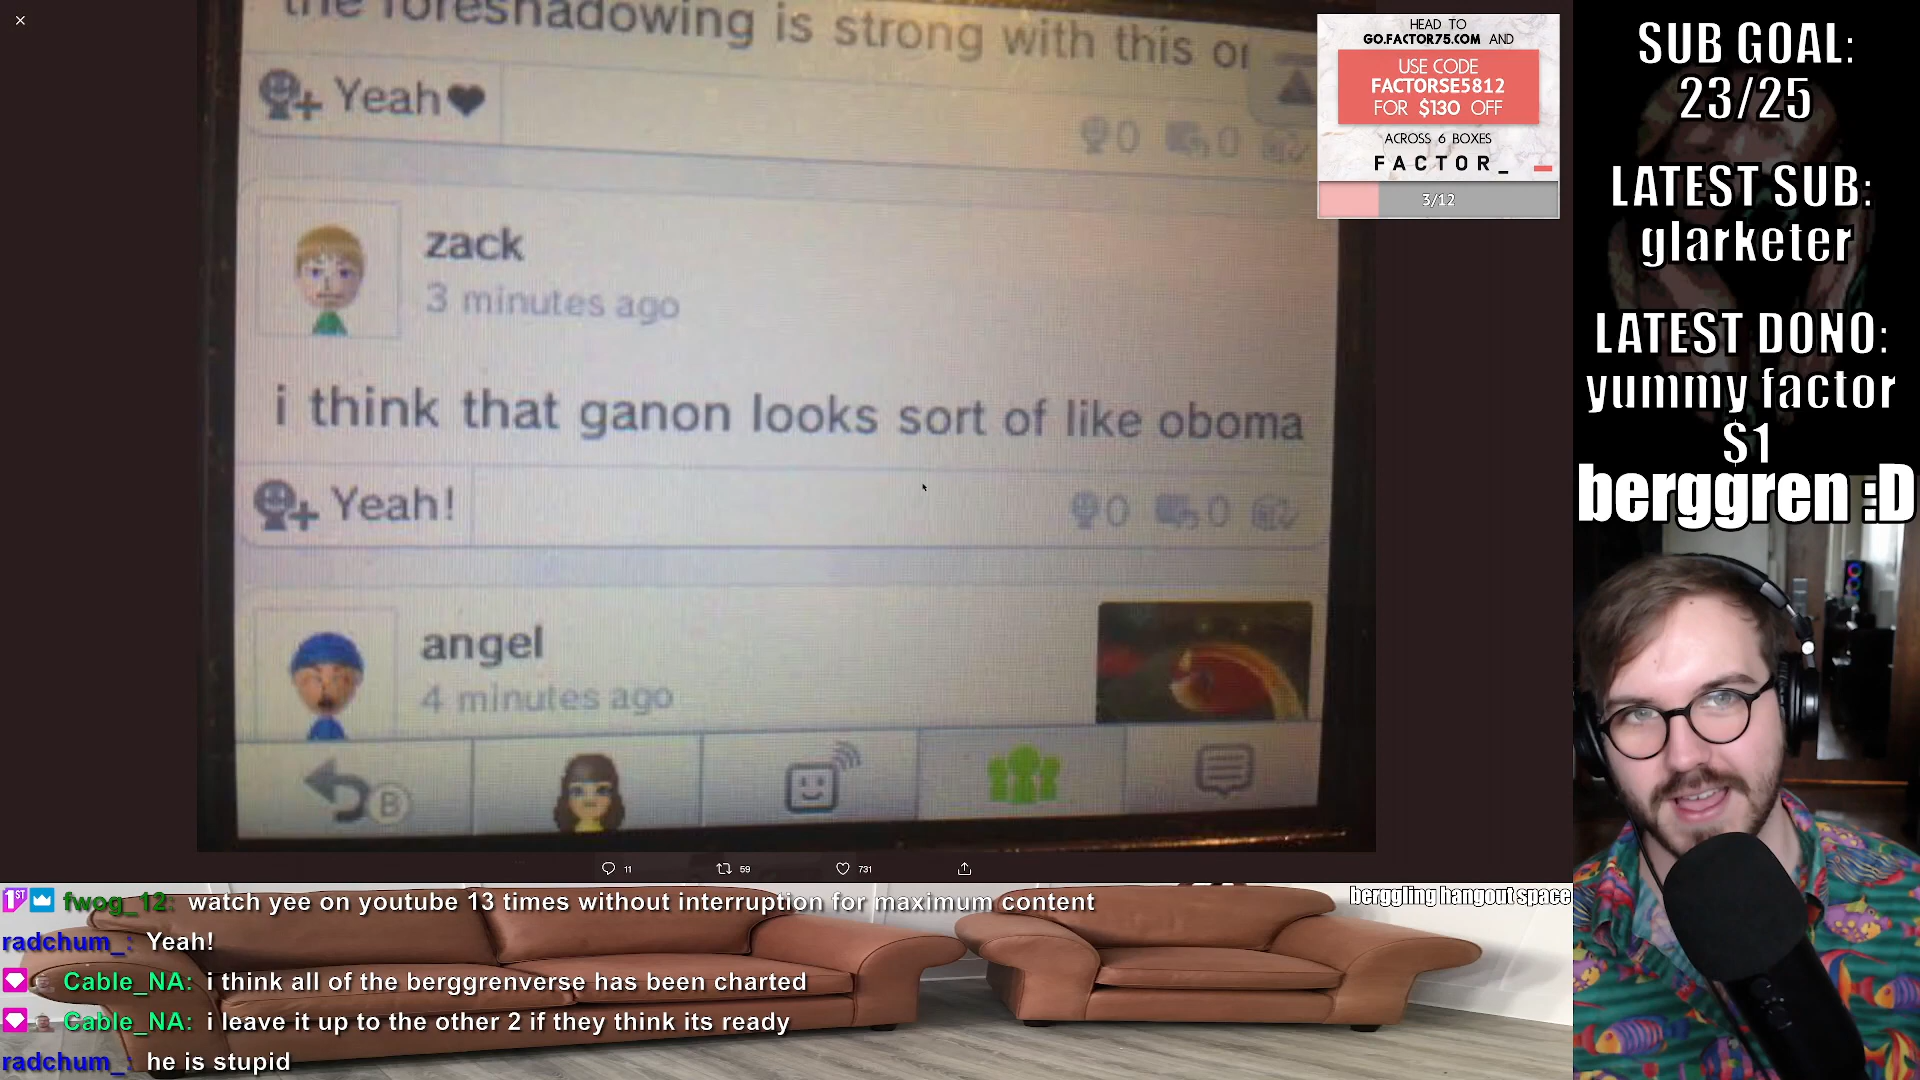 the foreshadowing is strong with this or
Yeah♥
0 0
zack
3 minutes ago
i think that ganon looks sort of like oboma
Yeah!
0 0
angel
4 minutes ago
B
11 59 731
HEAD TO
GO.FACTOR75.COM AND
USE CODE
FACTORSE5812
FOR $130 OFF
ACROSS 6 BOXES
FACTOR_
3/12
SUB GOAL:
23/25
LATEST SUB:
glarketer
LATEST DONO:
yummy factor
$1
berggren :D
berggling hangout space
1ST fwog_12: watch yee on youtube 13 times without interruption for maximum content
radchum_: Yeah!
Cable_NA: i think all of the berggrenverse has been charted
Cable_NA: i leave it up to the other 2 if they think its ready
radchum_: he is stupid